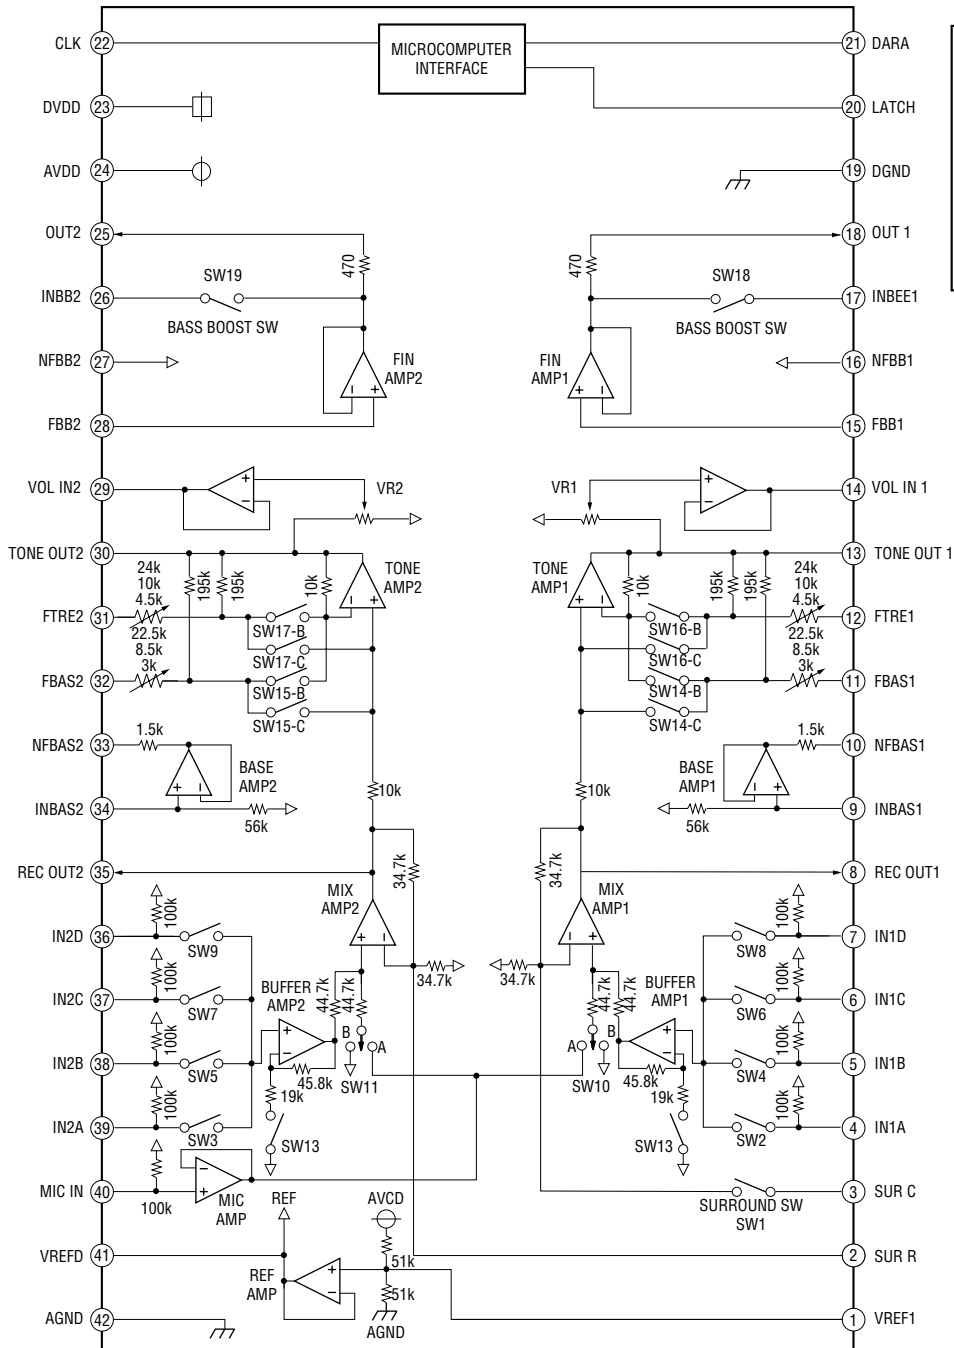 CLK 22
MICROCOMPUTER
INTERFACE
21 DARA
DVDD 23
20 LATCH
AVDD 24
19 DGND
OUT2 25
18 OUT 1
470
470
SW19
SW18
INBB2 26
17 INBEE1
BASS BOOST SW
BASS BOOST SW
NFBB2 27
FIN
AMP2
FIN
AMP1
16 NFBB1
+
+
FBB2 28
15 FBB1
VOL IN2 29
+
−
VR2
VR1
+
−
14 VOL IN 1
TONE OUT2 30
13 TONE OUT 1
24k
10k
4.5k
195k
195k
10k
TONE
AMP2
TONE
AMP1
10k
195k
195k
24k
10k
4.5k
FTRE2 31
SW17-B
SW16-B
12 FTRE1
22.5k
8.5k
3k
SW17-C
SW16-C
22.5k
8.5k
3k
FBAS2 32
SW15-B
SW14-B
11 FBAS1
SW15-C
SW14-C
NFBAS2 33
1.5k
1.5k
10 NFBAS1
BASE
AMP2
BASE
AMP1
10k
10k
INBAS2 34
56k
56k
9 INBAS1
REC OUT2 35
34.7k
34.7k
8 REC OUT1
MIX
AMP2
MIX
AMP1
100k
100k
IN2D 36
SW9
SW8
7 IN1D
34.7k
34.7k
100k
100k
IN2C 37
SW7
BUFFER
AMP2
44.7k
44.7k
44.7k
44.7k
BUFFER
AMP1
SW6
6 IN1C
100k
100k
IN2B 38
SW5
B
A
SW11
A
B
SW10
SW4
5 IN1B
45.8k
45.8k
19k
19k
100k
100k
IN2A 39
SW3
SW13
SW13
SW2
4 IN1A
MIC IN 40
100k
MIC
AMP
REF
AVCD
SURROUND SW
SW1
3 SUR C
VREFD 41
REF
AMP
51k
51k
2 SUR R
AGND 42
AGND
1 VREF1